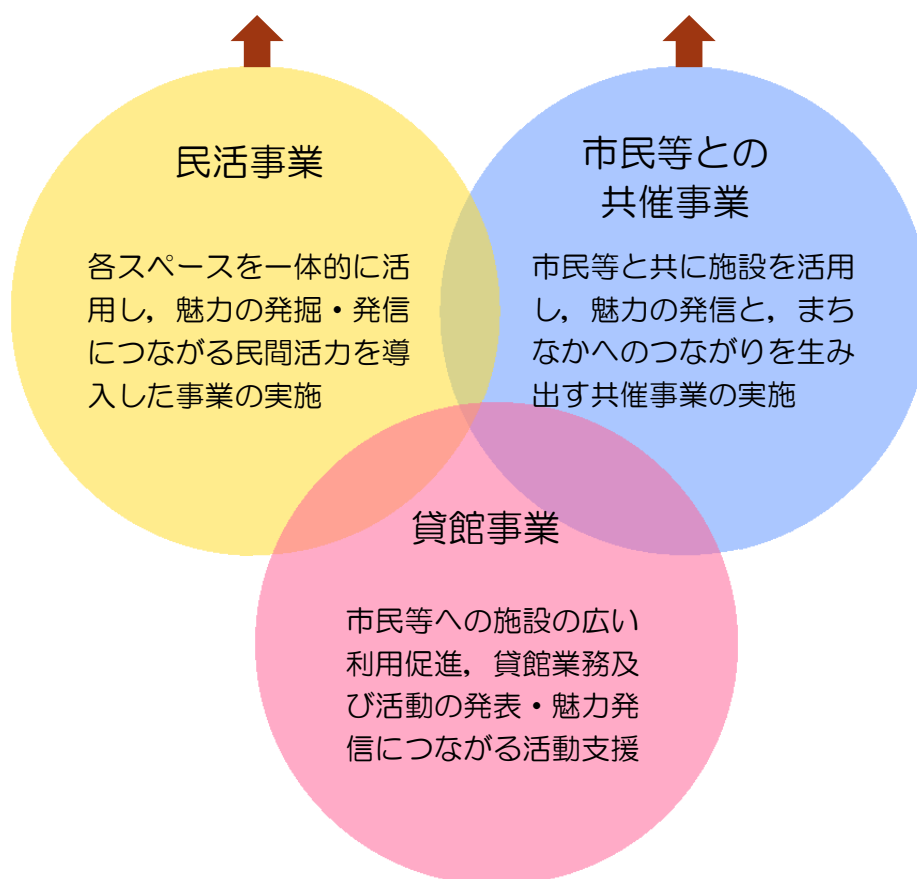 民活事業
各スペースを一体的に活
用し，魅力の発掘・発信
につながる民間活力を導
入した事業の実施
市民等との
共催事業
市民等と共に施設を活用
し，魅力の発信と，まち
なかへのつながりを生み
出す共催事業の実施
貸館事業
市民等への施設の広い
利用促進，貸館業務及
び活動の発表・魅力発
信につながる活動支援